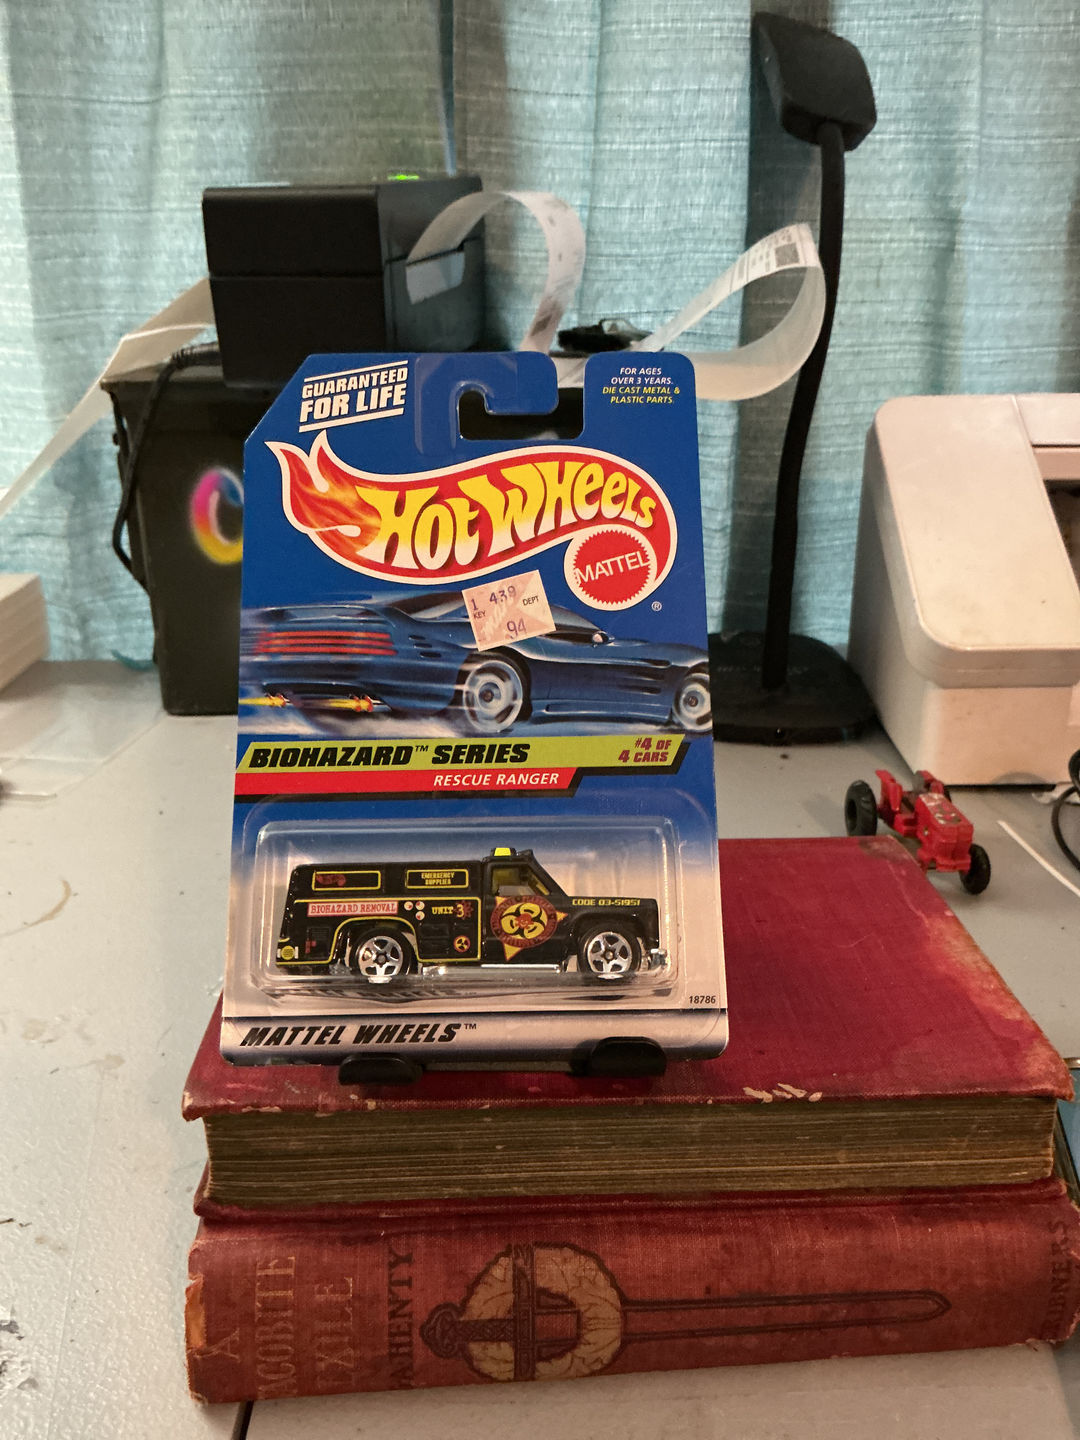 GUARANTEED
FOR LIFE
FOR AGES
OVER 3 YEARS.
DIE CAST METAL &
PLASTIC PARTS.
HOT WHEELS
MATTEL
®
1 439
KEY DEPT
94
BIOHAZARD™ SERIES
#4 OF
4 CARS
RESCUE RANGER
EMERGENCY
SUPPLIES
BIOHAZARD REMOVAL
UNIT 3
CODE 03-51951
18786
MATTEL WHEELS™
A
JACOBITE
EXILE